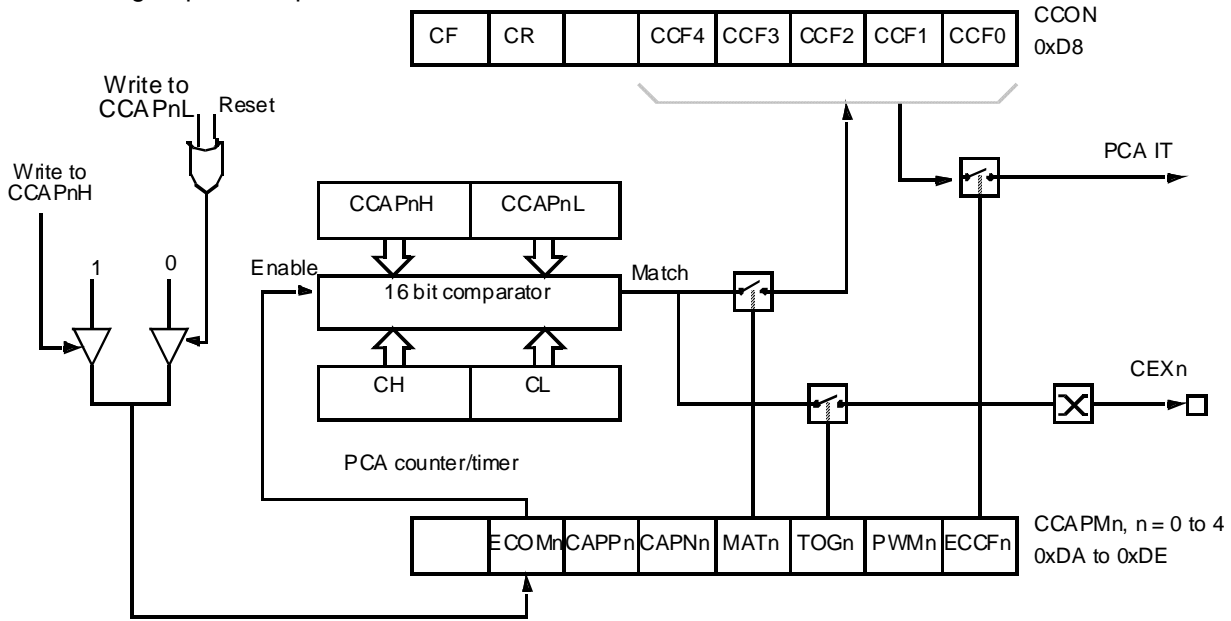 CCON
CF CR CCF4 CCF3 CCF2 CCF1 CCF0
0xD8
Write to
CCAPnL Reset
PCA IT
Write to
CCAPnH
CCAPnH CCAPnL
1 0 Enable Match
16 bit comparator
CH CL
CEXn
PCA counter/timer
CCAPMn, n = 0 to 4
ECOMn CAPPn CAPNn MATn TOGn PWMn ECCFn
0xDA to 0xDE